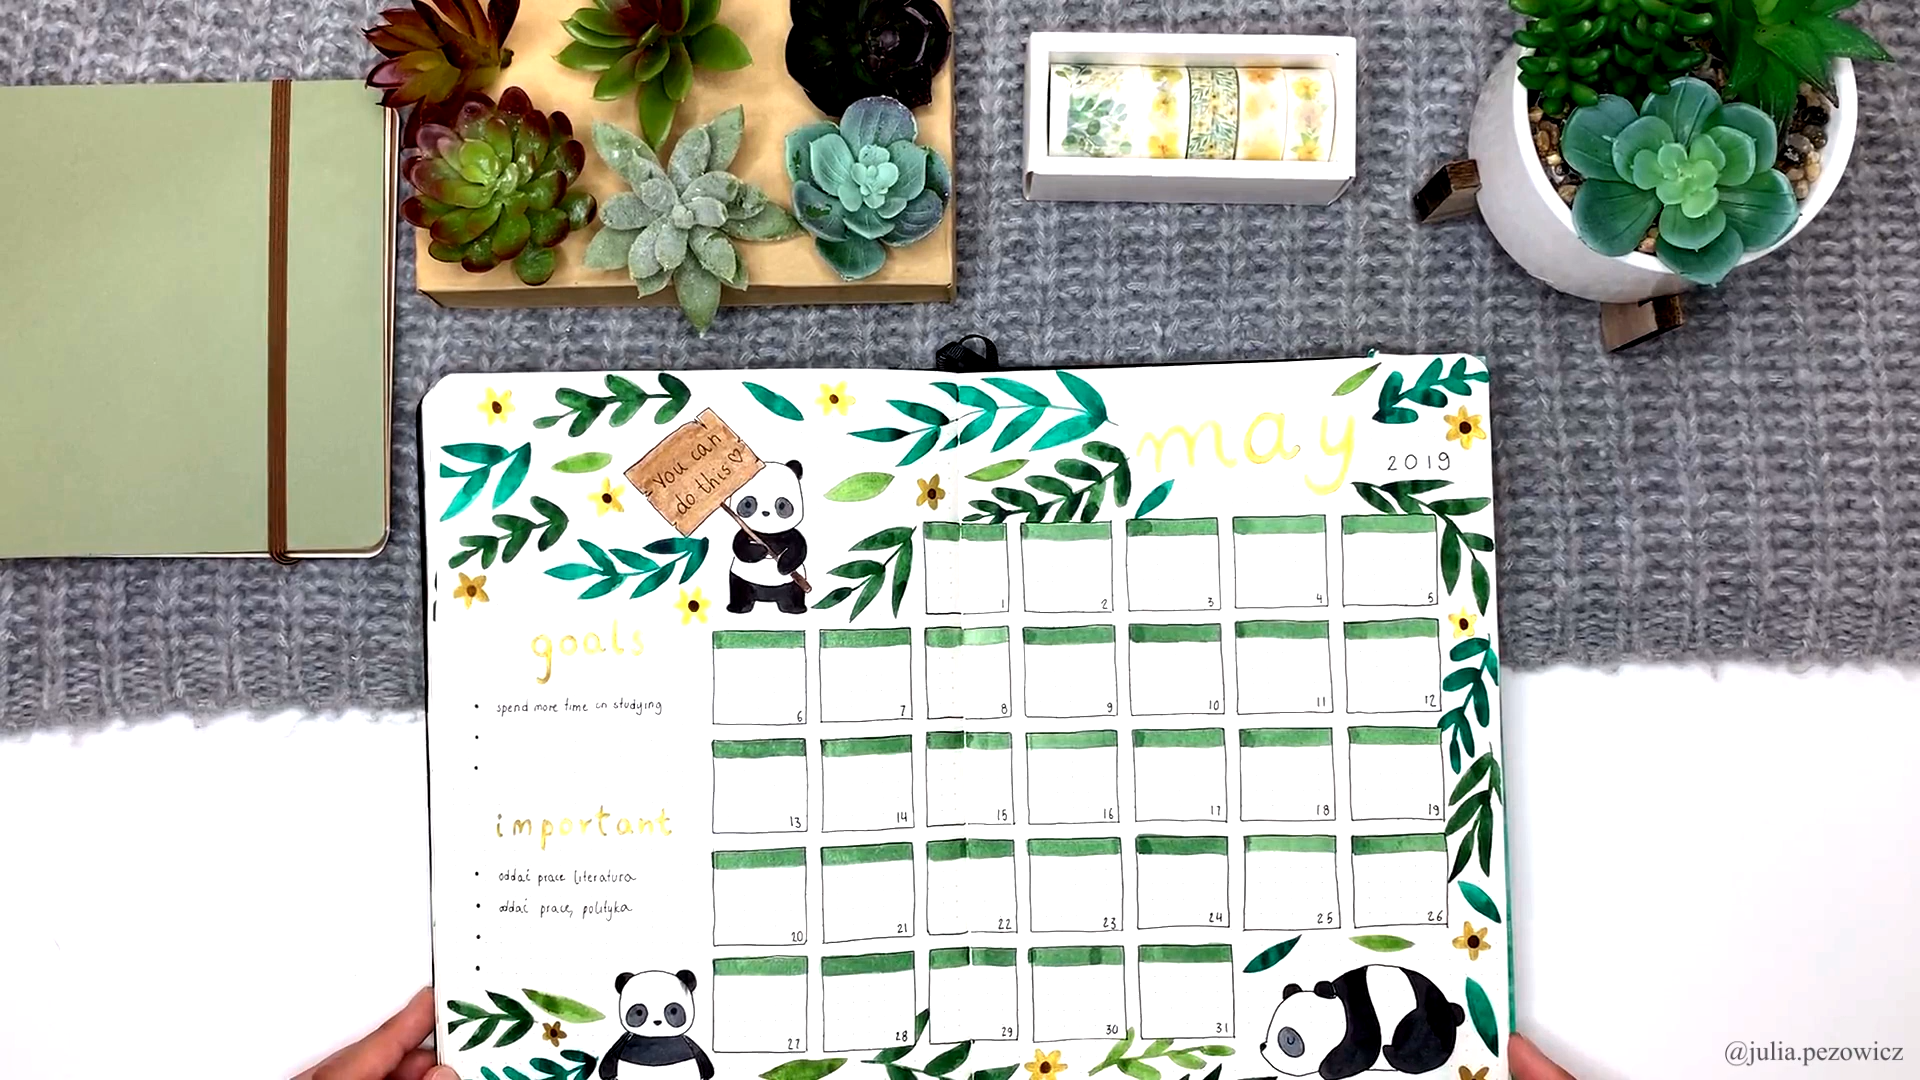 You can
do this ♡
may
2019
goals
• spend more time on studying
•
•
important
• oddać prace literatura
• oddać pracę polityka
•
•
1 2 3 4 5
6 7 8 9 10 11 12
13 14 15 16 17 18 19
20 21 22 23 24 25 26
27 28 29 30 31
@julia.pezowicz